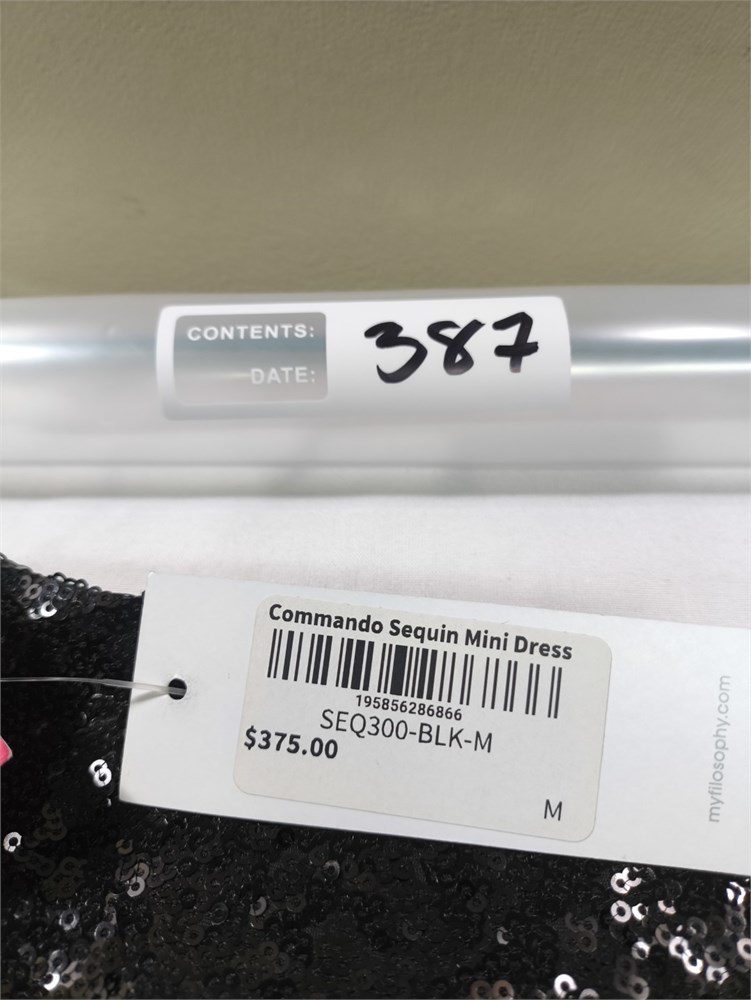 CONTENTS:
DATE:
387
Commando Sequin Mini Dress
195856286866
SEQ300-BLK-M
$375.00
M
myfilosophy.com